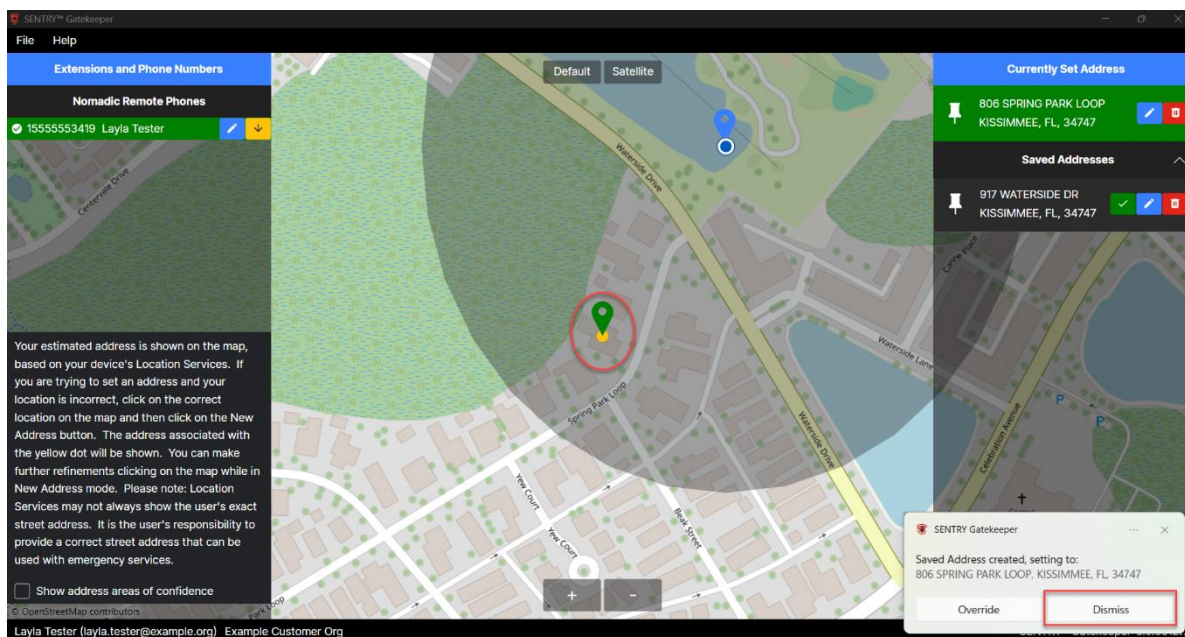 SENTRY™ Gatekeeper
File Help
Extensions and Phone Numbers
Nomadic Remote Phones
15555553419 Layla Tester
Centervale Drive
Your estimated address is shown on the map,
based on your device's Location Services. If
you are trying to set an address and your
location is incorrect, click on the correct
location on the map and then click on the New
Address button. The address associated with
the yellow dot will be shown. You can make
further refinements clicking on the map while in
New Address mode. Please note: Location
Services may not always show the user's exact
street address. It is the user's responsibility to
provide a correct street address that can be
used with emergency services.
Show address areas of confidence
© OpenStreetMap contributors
Layla Tester (layla.tester@example.org) Example Customer Org
Default Satellite
Waterside Drive
Spring Park Loop
Waterside Drive
Waterside Lane
Celebration Avenue
Yew Court
Yew Court
Beak Street
Park Loop
P
P
+ -
Currently Set Address
806 SPRING PARK LOOP
KISSIMMEE, FL, 34747
Saved Addresses
917 WATERSIDE DR
KISSIMMEE, FL, 34747
SENTRY Gatekeeper
Saved Address created, setting to:
806 SPRING PARK LOOP, KISSIMMEE, FL, 34747
Override Dismiss